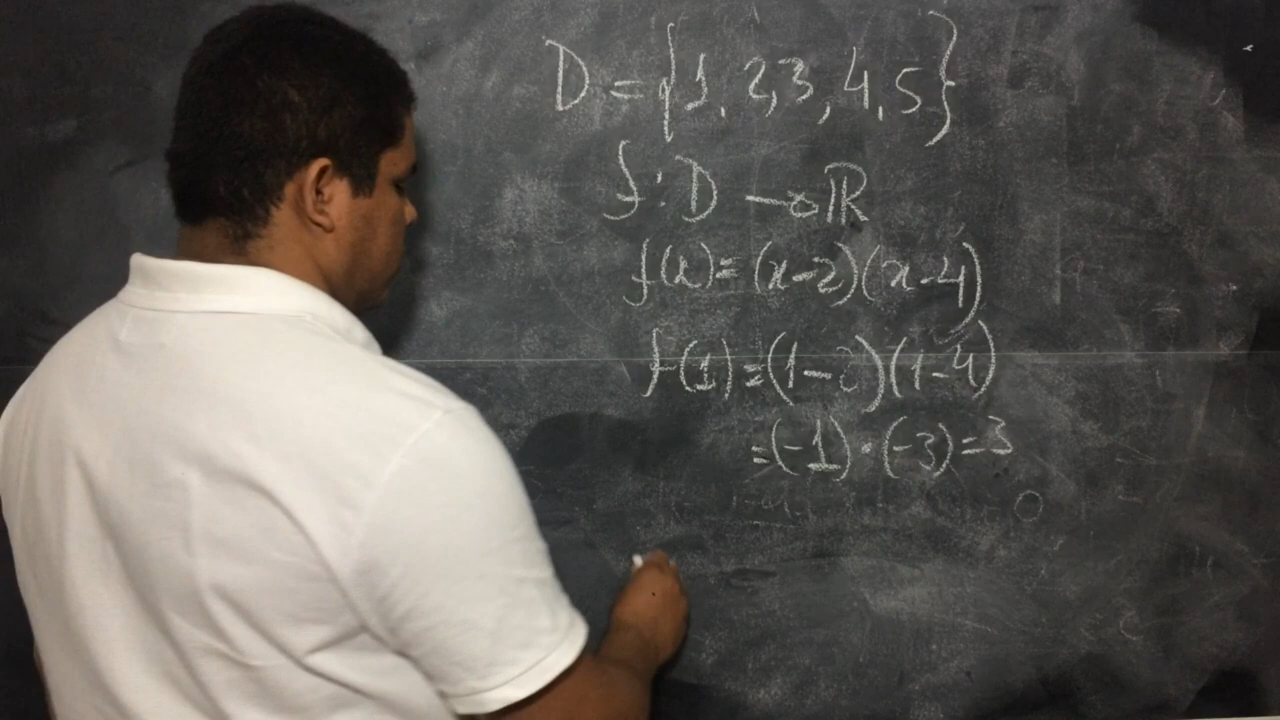 D = {1, 2, 3, 4, 5}
f: D → ℝ
f(x) = (x-2)(x-4)
f(1) = (1-2)(1-4)
= (-1) · (-3) = 3